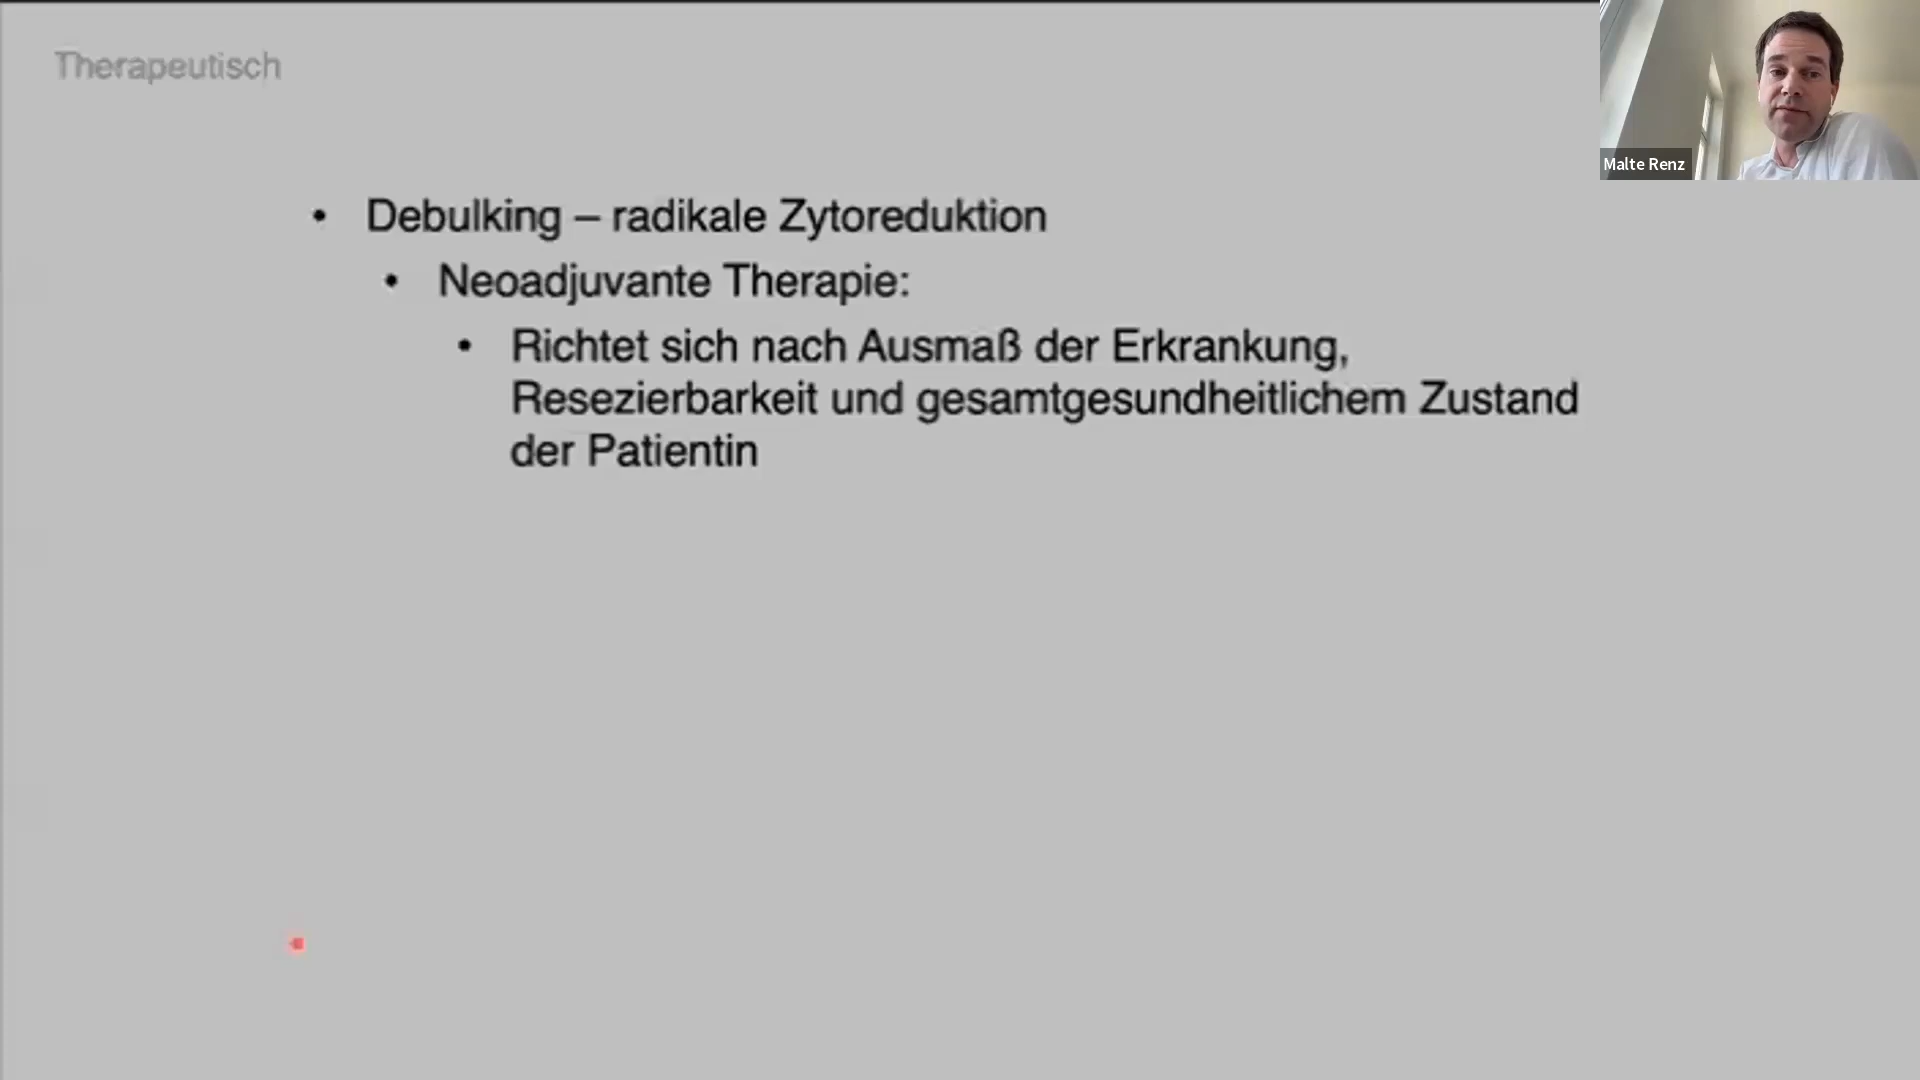 Therapeutisch
Malte Renz
• Debulking – radikale Zytoreduktion
• Neoadjuvante Therapie:
• Richtet sich nach Ausmaß der Erkrankung,
Resezierbarkeit und gesamtgesundheitlichem Zustand
der Patientin